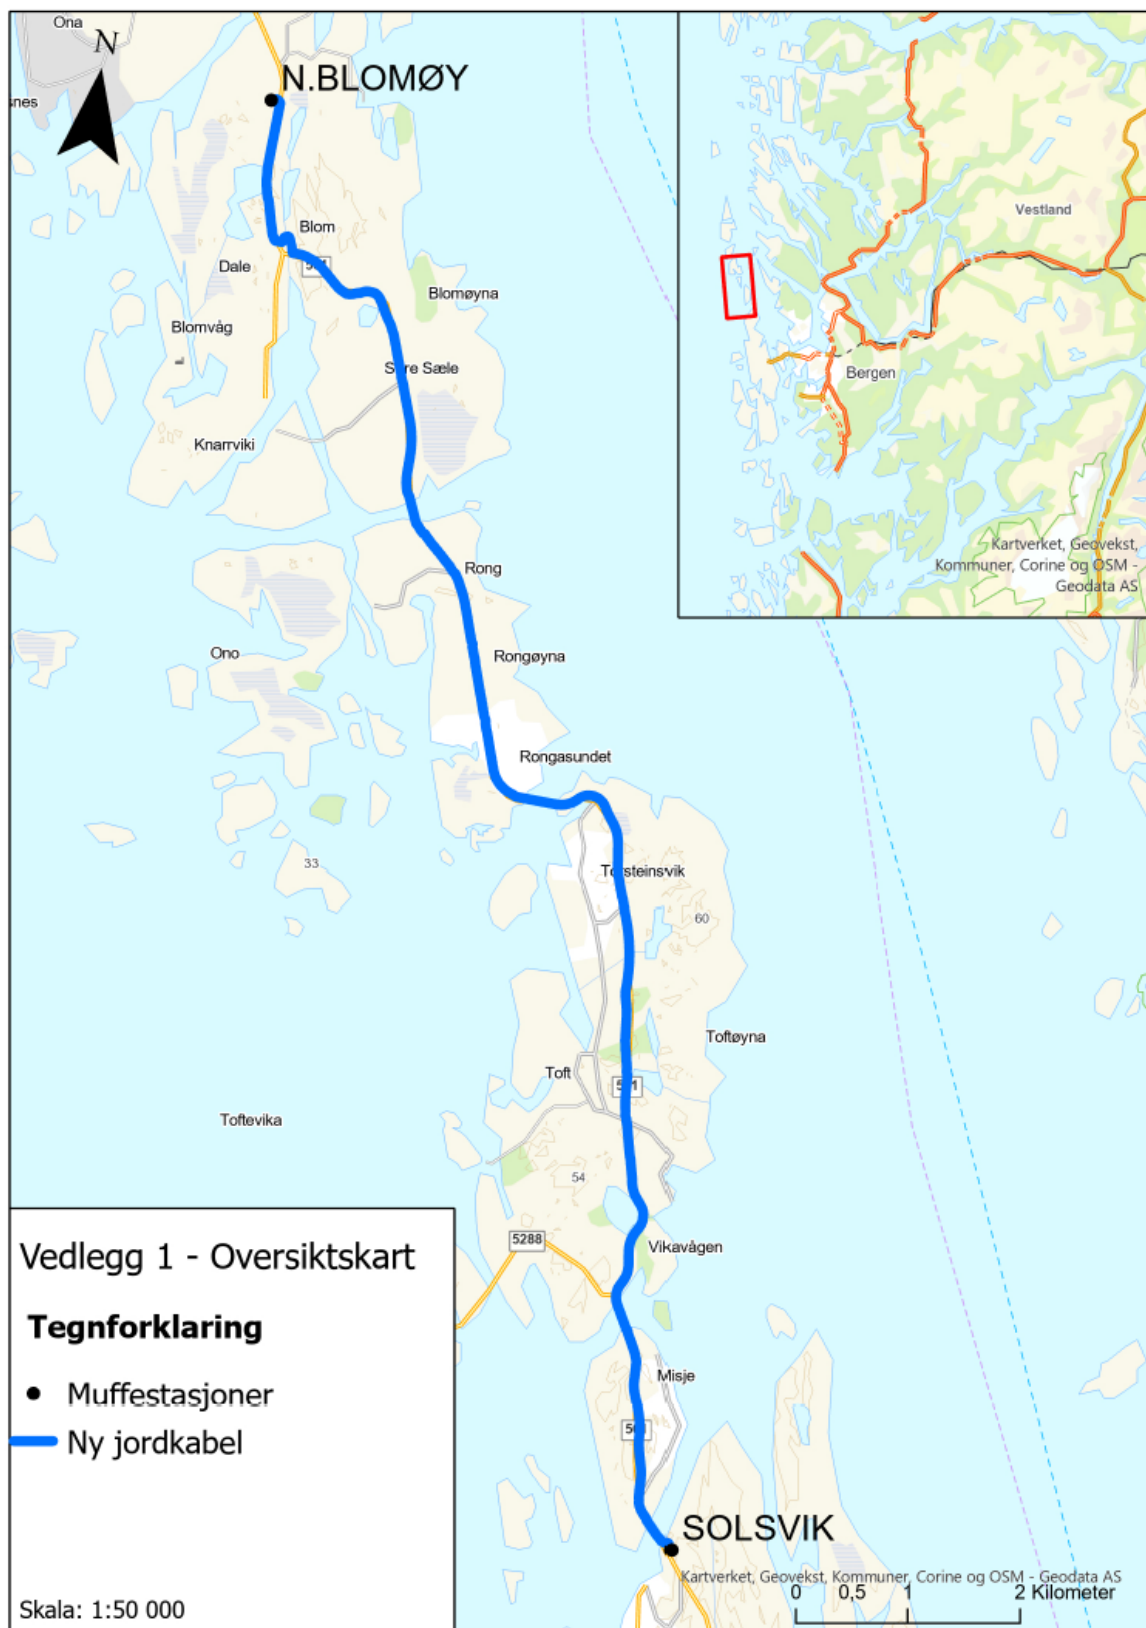 Ona
N
N.BLOMØY
Blom
Dale
Blomøyna
Blomvåg
Knarrviki
Rong
Ono
Rongøyna
Rongasundet
33
60
Toftøyna
Toft
Toftevika
54
5288
Vikavågen
Misje
SOLSVIK
Vestland
Bergen
Kartverket, Geovekst,
Kommuner, Corine og OSM -
Geodata AS
Vedlegg 1 - Oversiktskart
Tegnforklaring
Muffestasjoner
Ny jordkabel
Skala: 1:50 000
Kartverket, Geovekst, Kommuner, Corine og OSM - Geodata AS
0 0,5 1 2 Kilometer